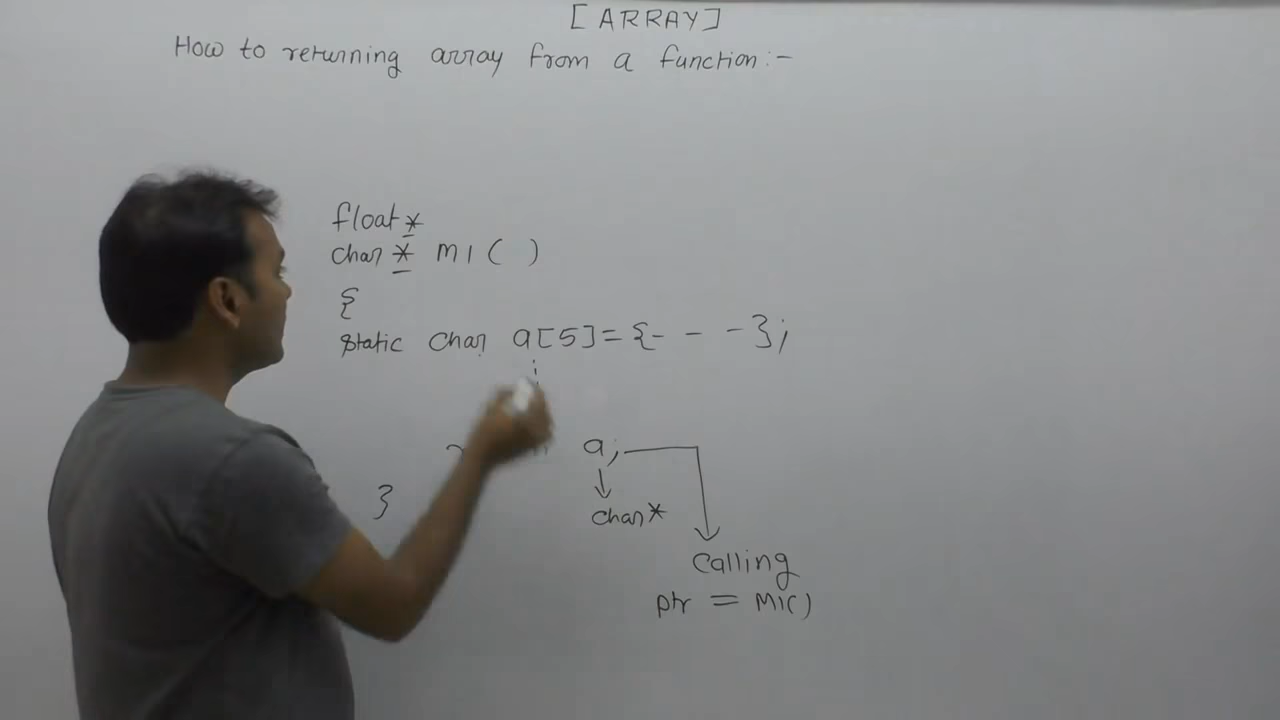 [ARRAY]
How to returning array from a function:-
float*
char * m1( )
{
static char a[5]={- - -};
a;
}
char*
calling
ptr = M1()